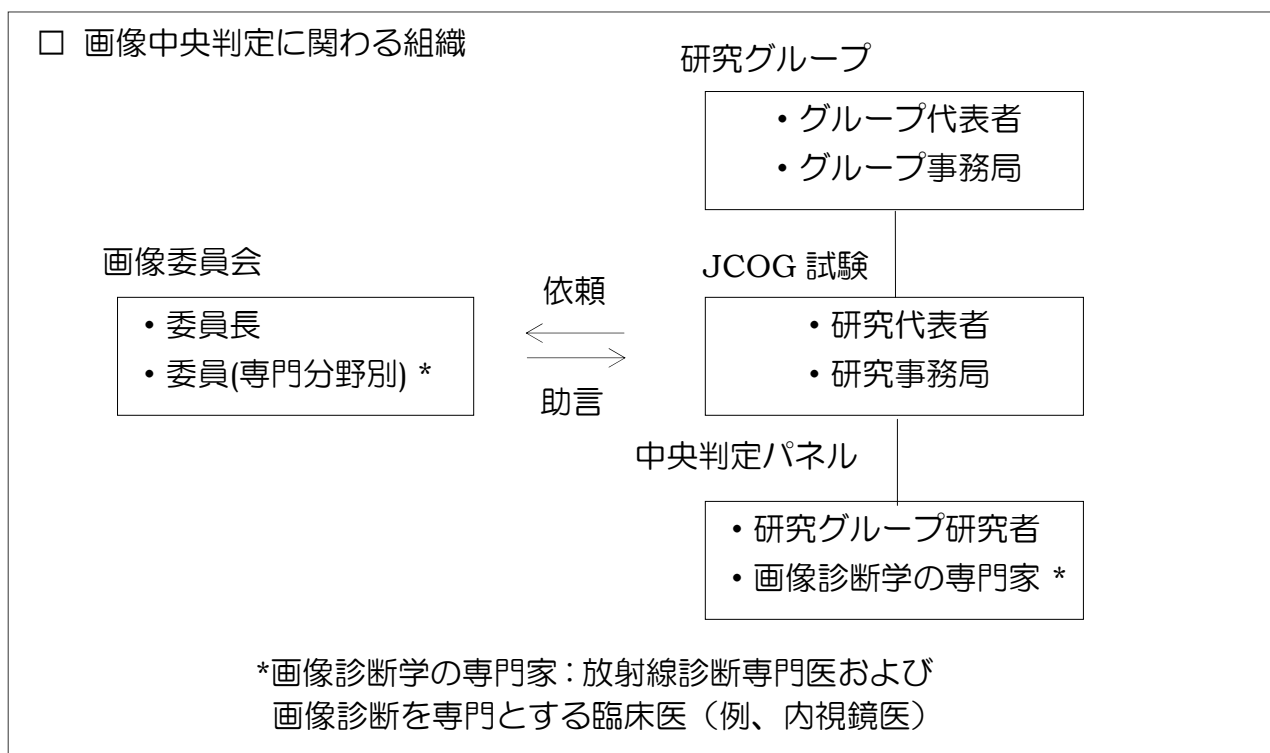 □ 画像中央判定に関わる組織
研究グループ
・グループ代表者
・グループ事務局
画像委員会
・委員長
・委員(専門分野別) *
依頼
助言
JCOG 試験
・研究代表者
・研究事務局
中央判定パネル
・研究グループ研究者
・画像診断学の専門家 *
*画像診断学の専門家：放射線診断専門医および
画像診断を専門とする臨床医（例、内視鏡医）